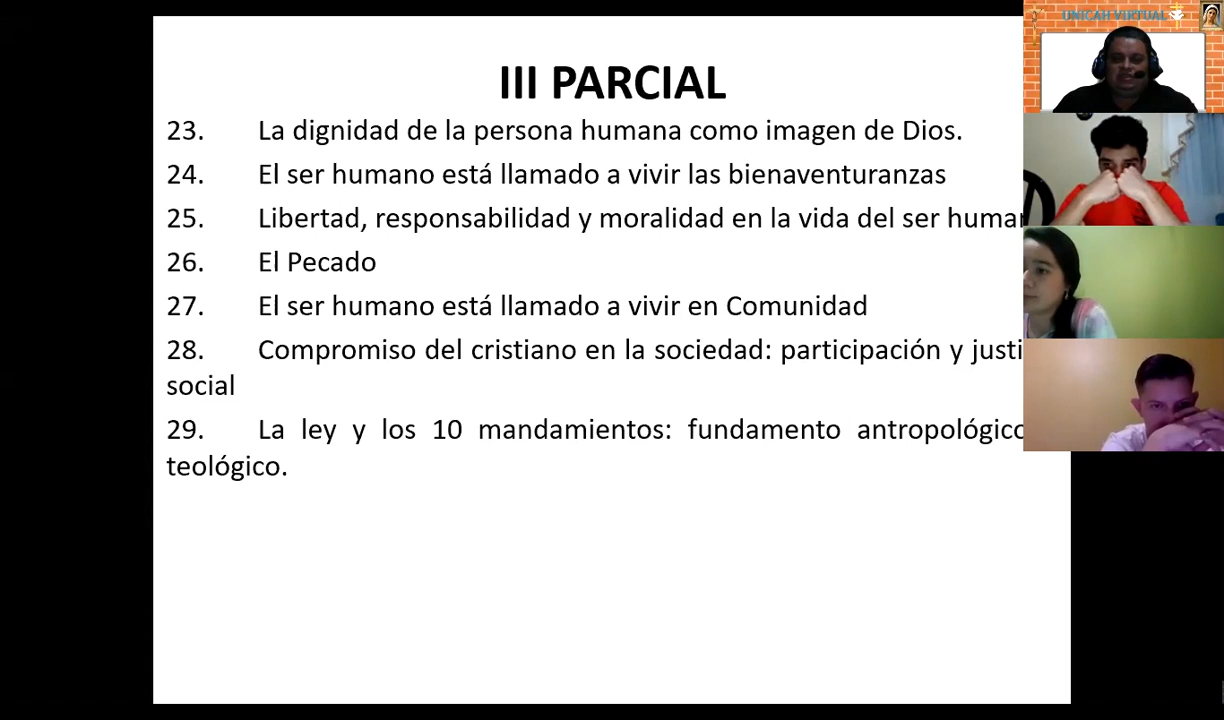 UNICAH VIRTUAL
III PARCIAL
23. La dignidad de la persona humana como imagen de Dios.
24. El ser humano está llamado a vivir las bienaventuranzas
25. Libertad, responsabilidad y moralidad en la vida del ser
26. El Pecado
27. El ser humano está llamado a vivir en Comunidad
28. Compromiso del cristiano en la sociedad: participación y
social
29. La ley y los 10 mandamientos: fundamento antropológico
teológico.